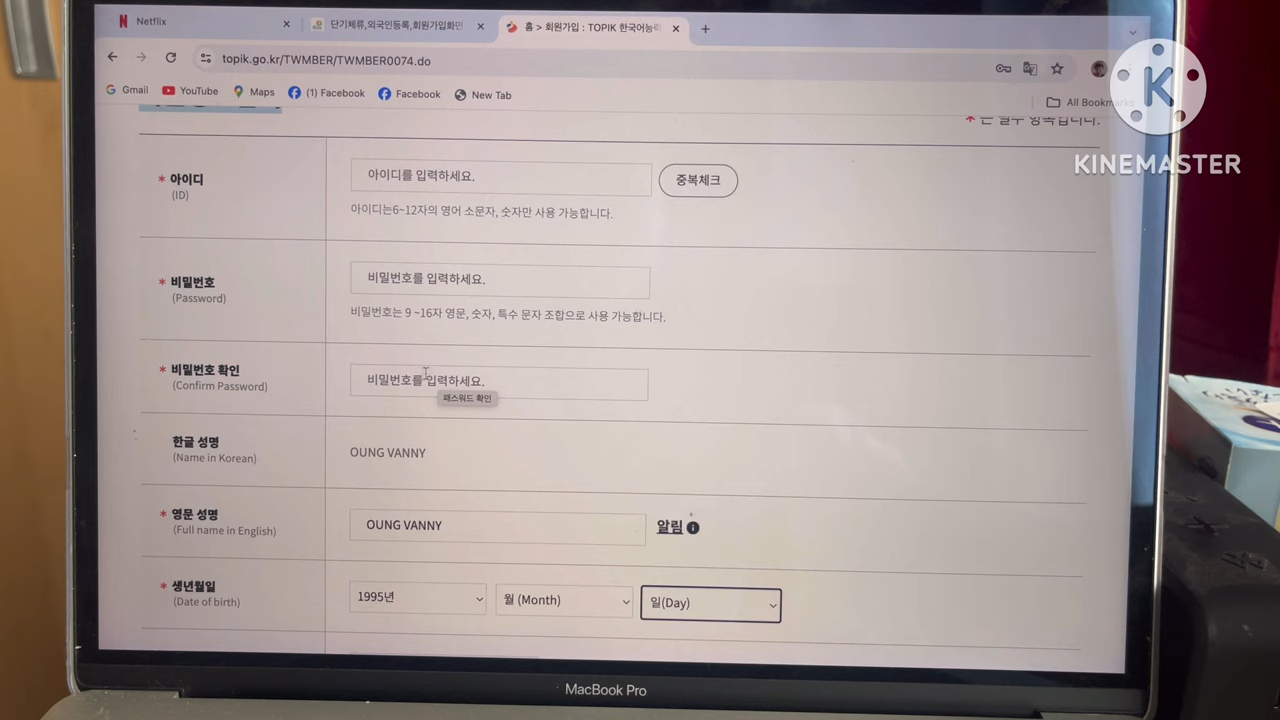 Netflix
단기체류,외국인등록,회원가입화면
홈 > 회원가입 : TOPIK 한국어능력
topik.go.kr/TWMBER/TWMBER0074.do
Gmail
YouTube
Maps
(1) Facebook
Facebook
New Tab
All Bookmarks
K
KINEMASTER
* 는 필수 항목입니다.
* 아이디
(ID)
아이디를 입력하세요.
중복체크
아이디는6~12자의 영어 소문자, 숫자만 사용 가능합니다.
* 비밀번호
(Password)
비밀번호를 입력하세요.
비밀번호는 9 ~16자 영문, 숫자, 특수 문자 조합으로 사용 가능합니다.
* 비밀번호 확인
(Confirm Password)
비밀번호를 입력하세요.
패스워드 확인
한글 성명
(Name in Korean)
OUNG VANNY
* 영문 성명
(Full name in English)
OUNG VANNY
알림
* 생년월일
(Date of birth)
1995년
월 (Month)
일(Day)
MacBook Pro